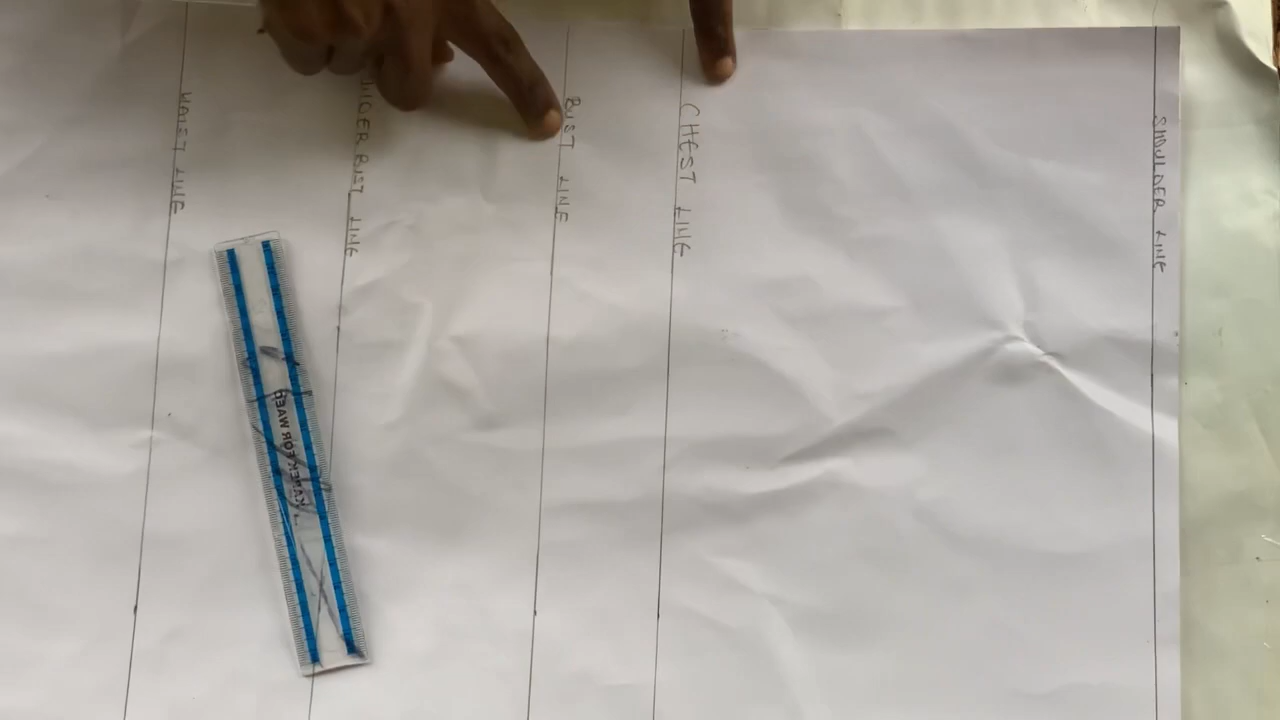 SHOULDER LINE
CHEST LINE
BUST LINE
UNDER BUST LINE
WAIST LINE